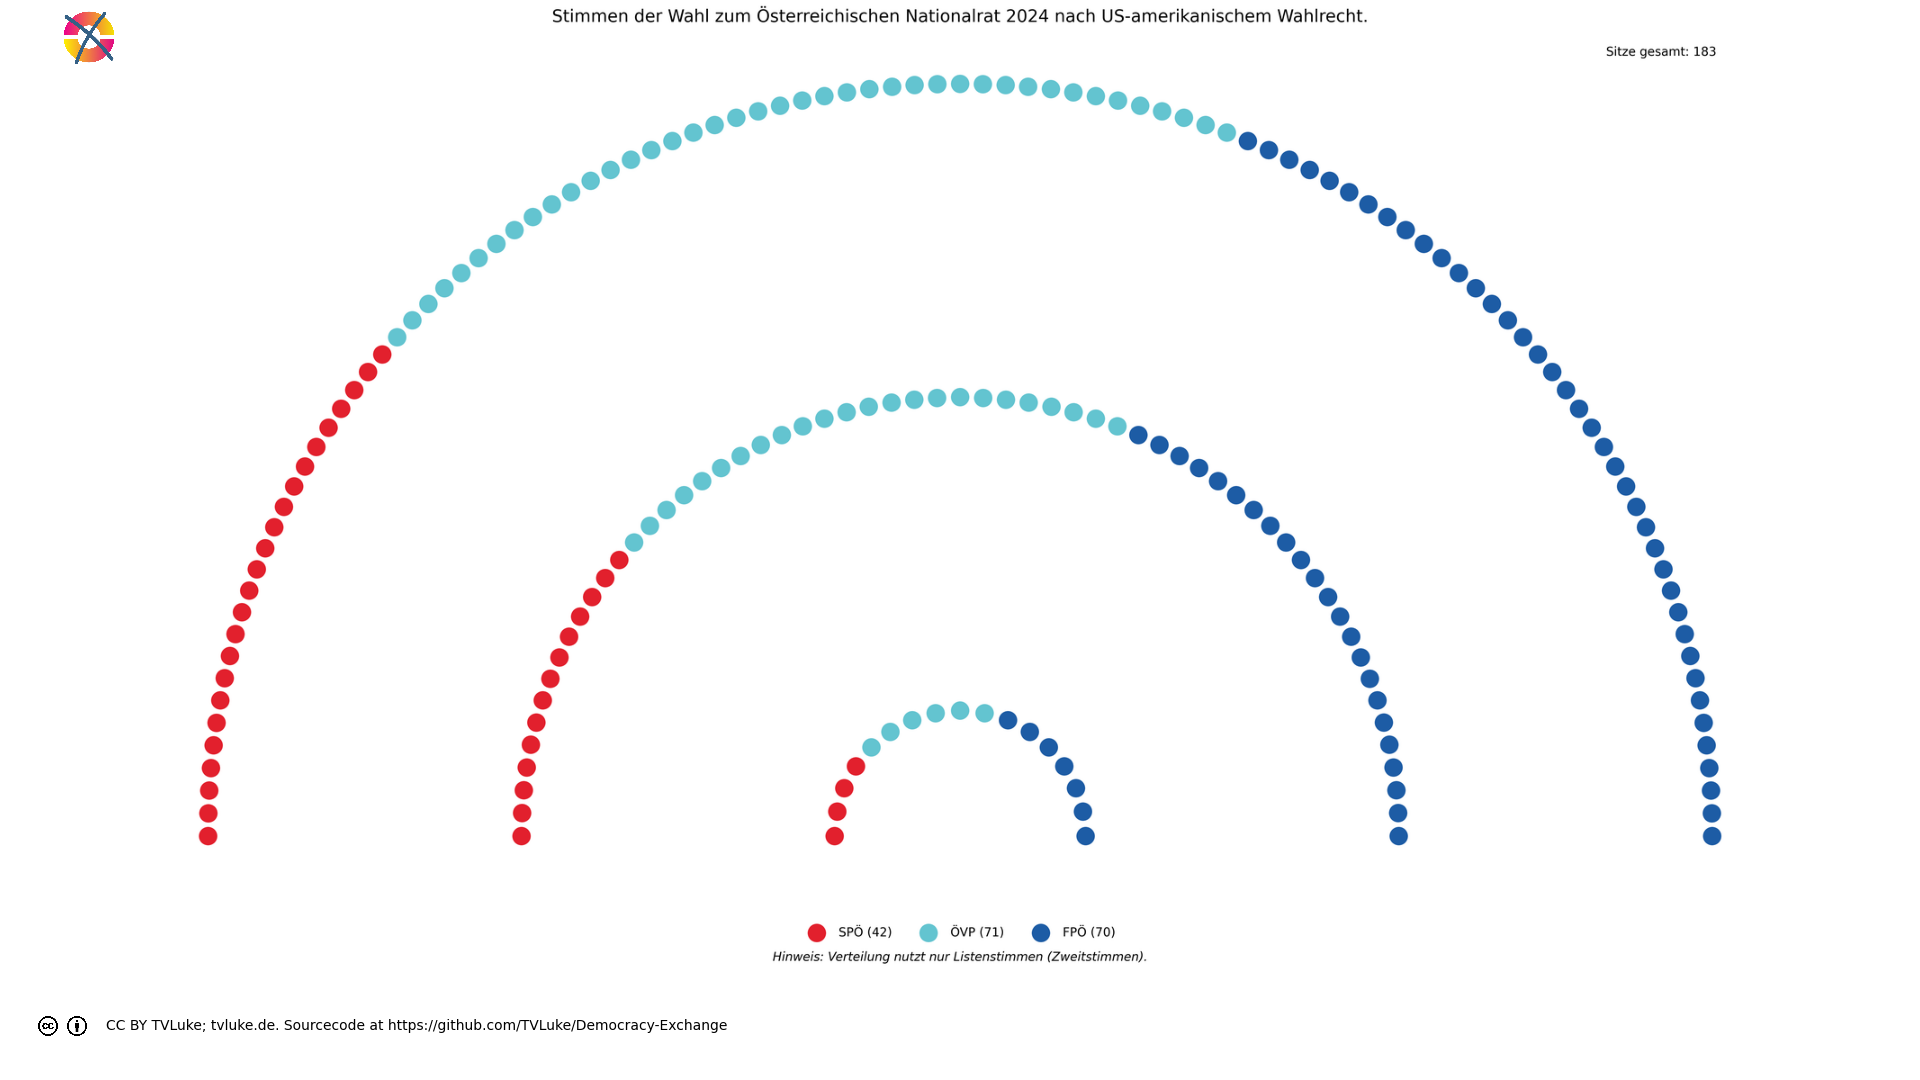 Stimmen der Wahl zum Österreichischen Nationalrat 2024 nach US-amerikanischem Wahlrecht.
Sitze gesamt: 183
SPÖ (42) ÖVP (71) FPÖ (70)
Hinweis: Verteilung nutzt nur Listenstimmen (Zweitstimmen).
cc CC BY TVLuke; tvluke.de. Sourcecode at https://github.com/TVLuke/Democracy-Exchange